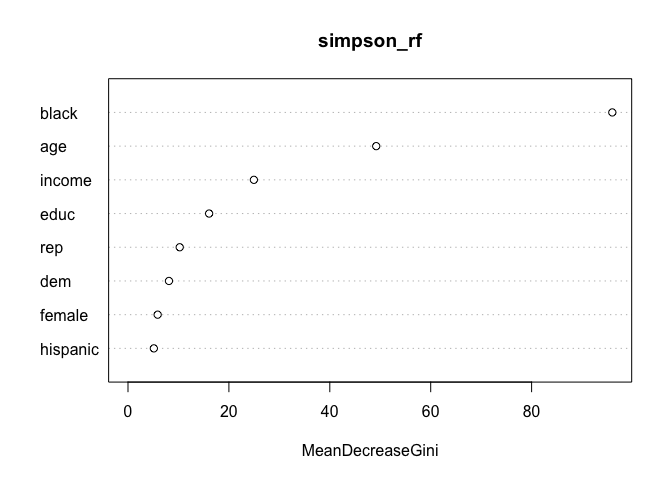 simpson_rf
black
age
income
educ
rep
dem
female
hispanic
0 20 40 60 80
MeanDecreaseGini